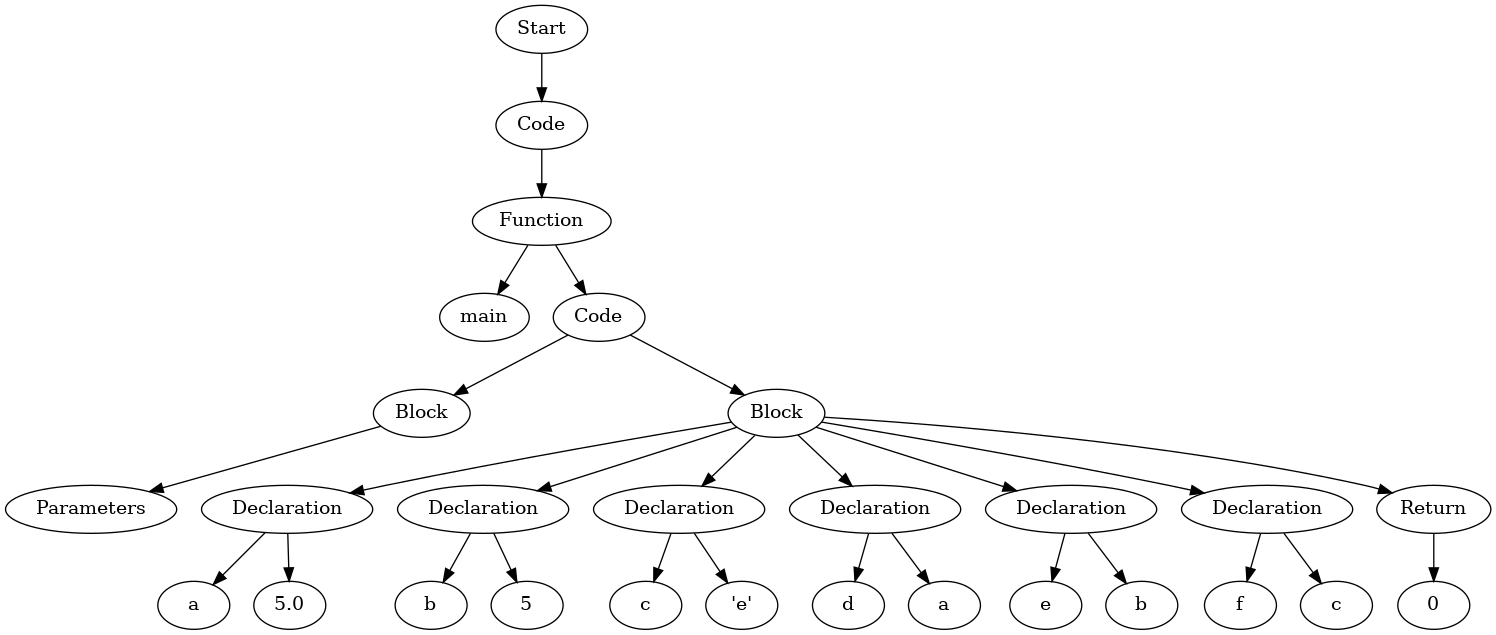 Start
Code
Function
main Code
Block Block
Parameters Declaration Declaration Declaration Declaration Declaration Declaration Return
a 5.0 b 5 c 'e' d a e b f c 0